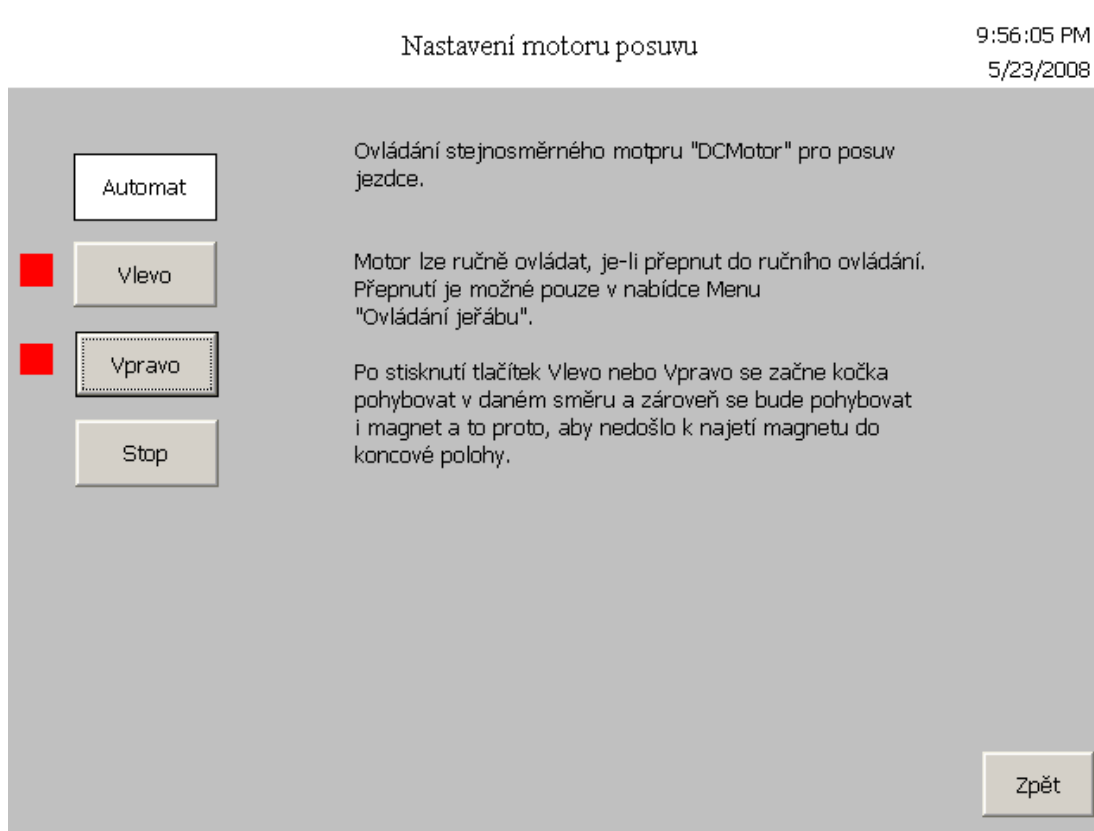 Nastavení motoru posuvu
9:56:05 PM
5/23/2008
Automat
Vlevo
Vpravo
Stop
Ovládání stejnosměrného motpru "DCMotor" pro posuv
jezdce.
Motor lze ručně ovládat, je-li přepnut do ručního ovládání.
Přepnutí je možné pouze v nabídce Menu
"Ovládání jeřábu".
Po stisknutí tlačítek Vlevo nebo Vpravo se začne kočka
pohybovat v daném směru a zároveň se bude pohybovat
i magnet a to proto, aby nedošlo k najetí magnetu do
koncové polohy.
Zpět